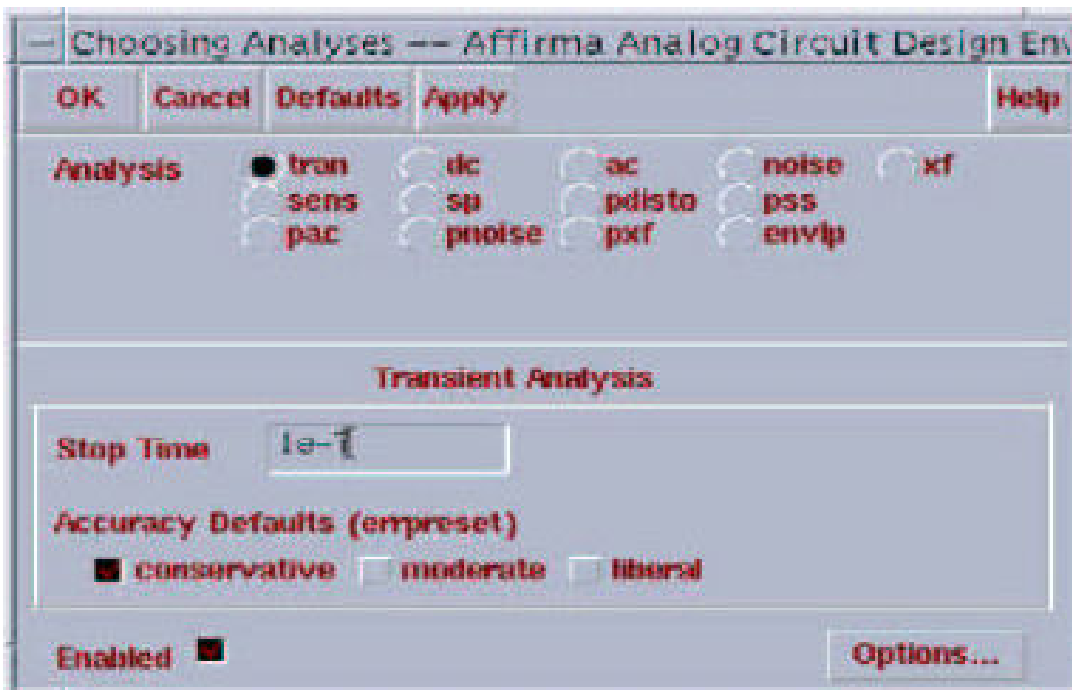 Choosing Analyses -- Affirma Analog Circuit Design Env
OK Cancel Defaults Apply Help
Analysis tran dc ac noise xf
sens sp pdisto pss
pac pnoise pxf envlp
Transient Analysis
Stop Time 1e-7
Accuracy Defaults (errpreset)
conservative moderate liberal
Enabled Options...